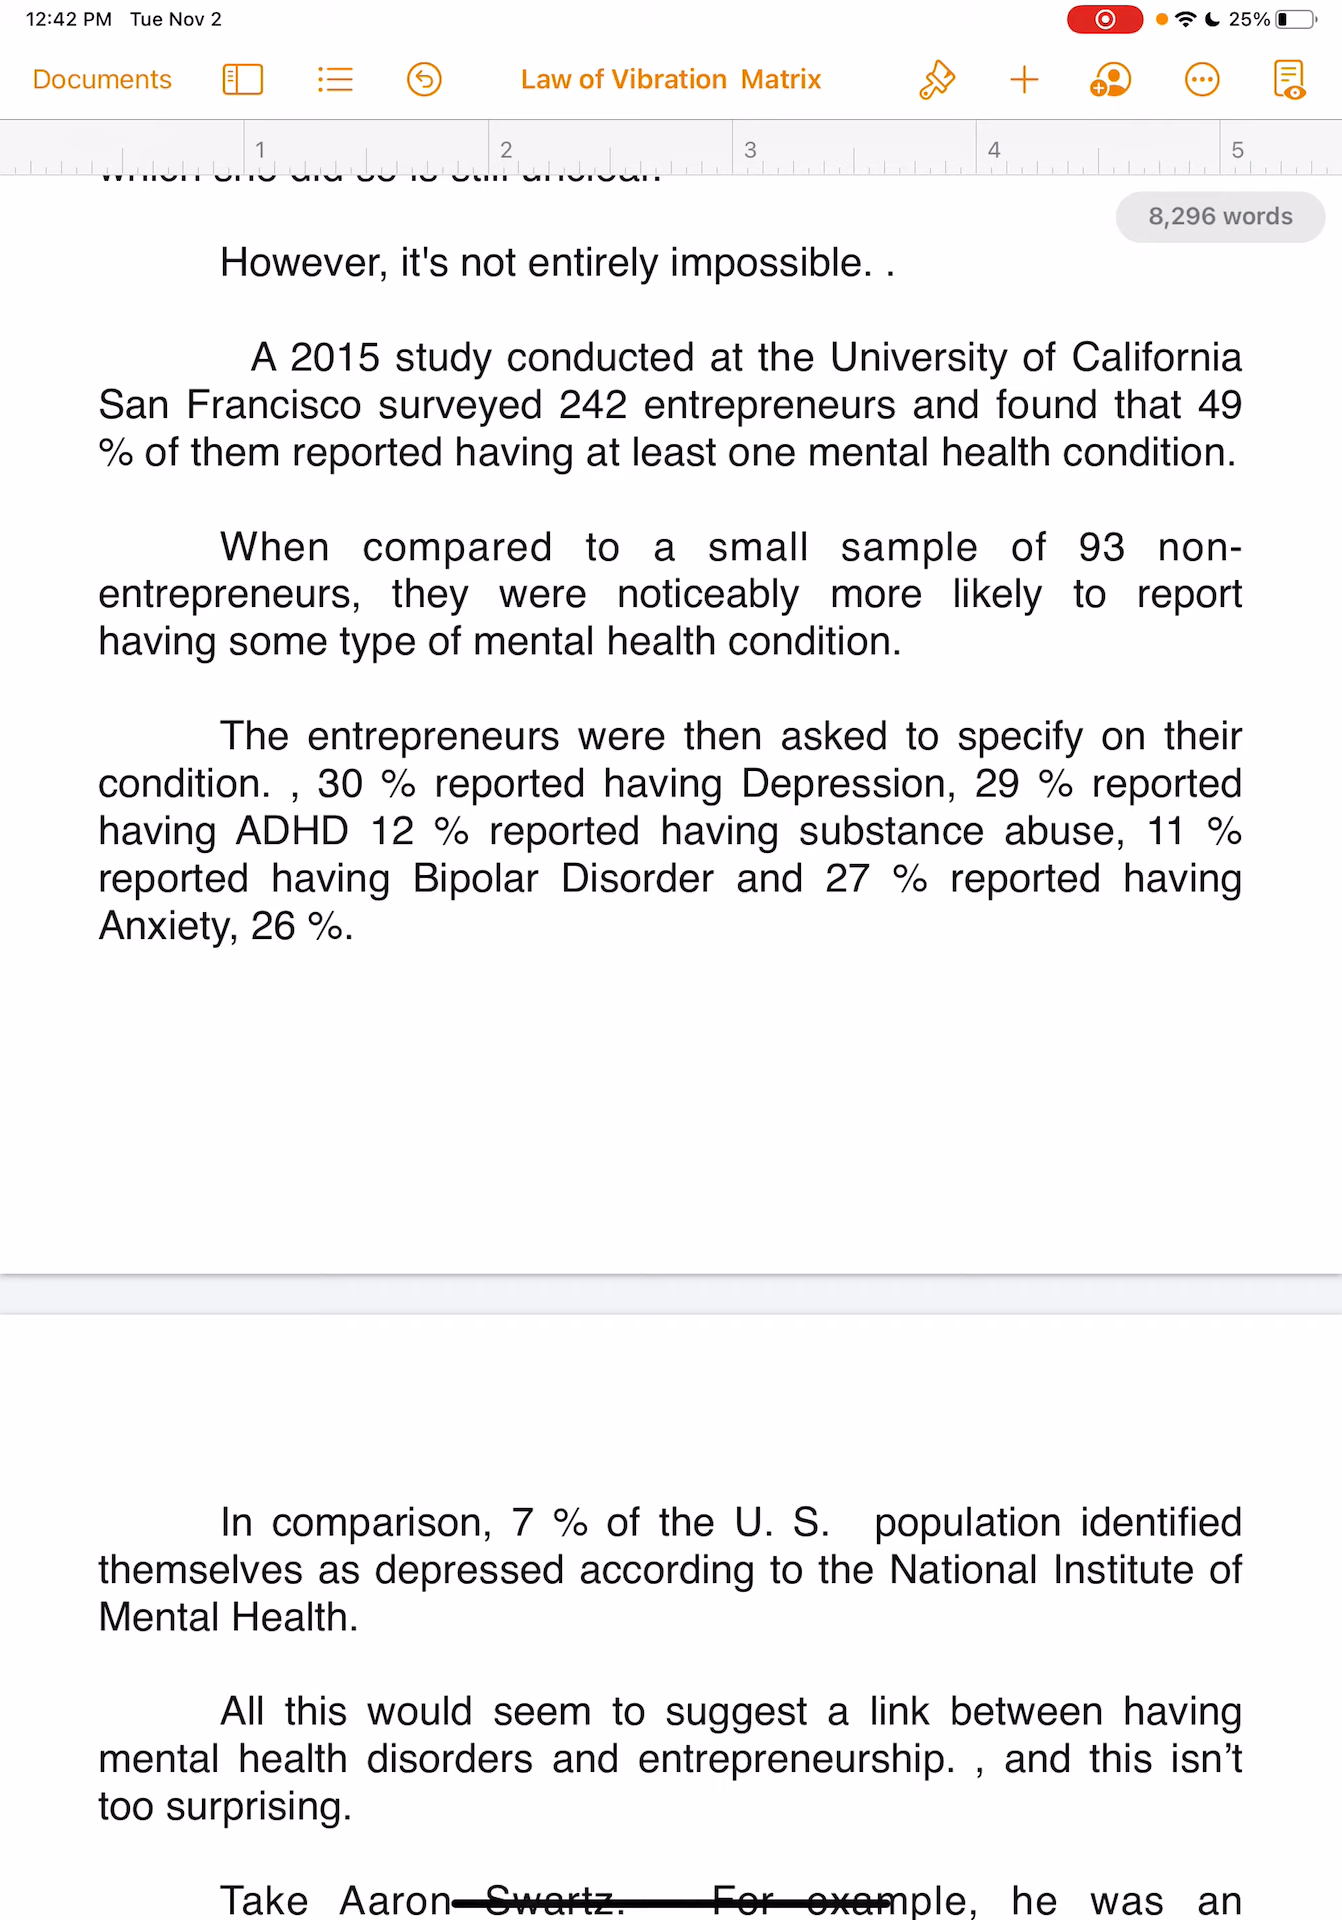 12:42 PM Tue Nov 2
25%
Documents
Law of Vibration Matrix
1 2 3 4 5
which she did so is still unclear.
8,296 words
However, it's not entirely impossible. .
A 2015 study conducted at the University of California
San Francisco surveyed 242 entrepreneurs and found that 49
% of them reported having at least one mental health condition.
When compared to a small sample of 93 non-
entrepreneurs, they were noticeably more likely to report
having some type of mental health condition.
The entrepreneurs were then asked to specify on their
condition. , 30 % reported having Depression, 29 % reported
having ADHD 12 % reported having substance abuse, 11 %
reported having Bipolar Disorder and 27 % reported having
Anxiety, 26 %.
In comparison, 7 % of the U. S. population identified
themselves as depressed according to the National Institute of
Mental Health.
All this would seem to suggest a link between having
mental health disorders and entrepreneurship. , and this isn’t
too surprising.
Take Aaron Swartz. For example, he was an